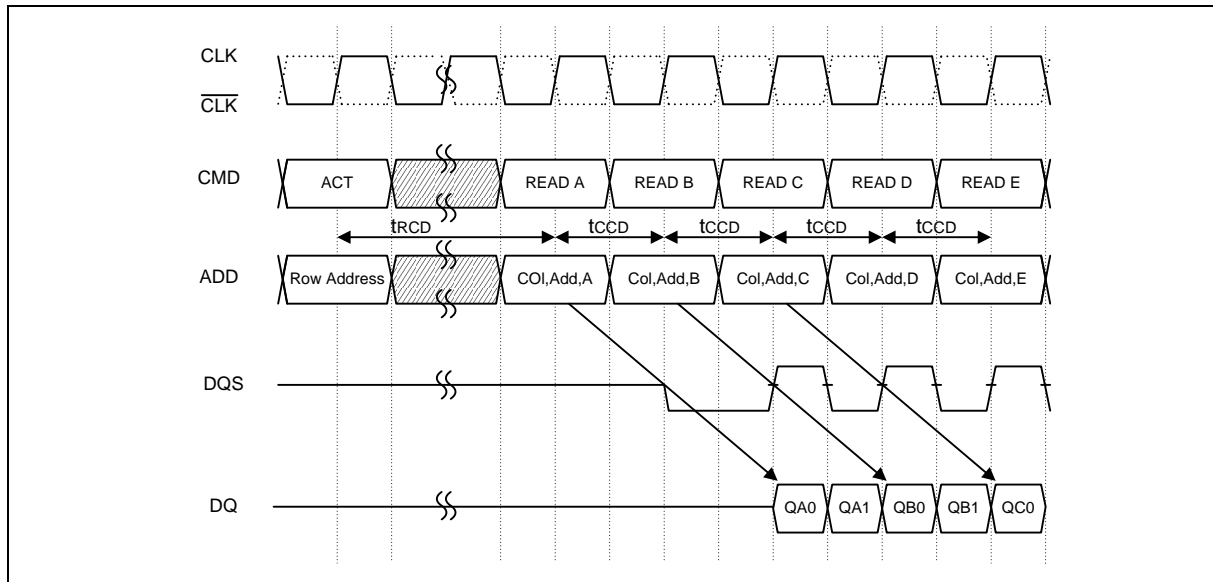 CLK
CLK
CMD ACT READ A READ B READ C READ D READ E
tRCD tCCD tCCD tCCD tCCD
ADD Row Address COl,Add,A Col,Add,B Col,Add,C Col,Add,D Col,Add,E
DQS
DQ QA0 QA1 QB0 QB1 QC0